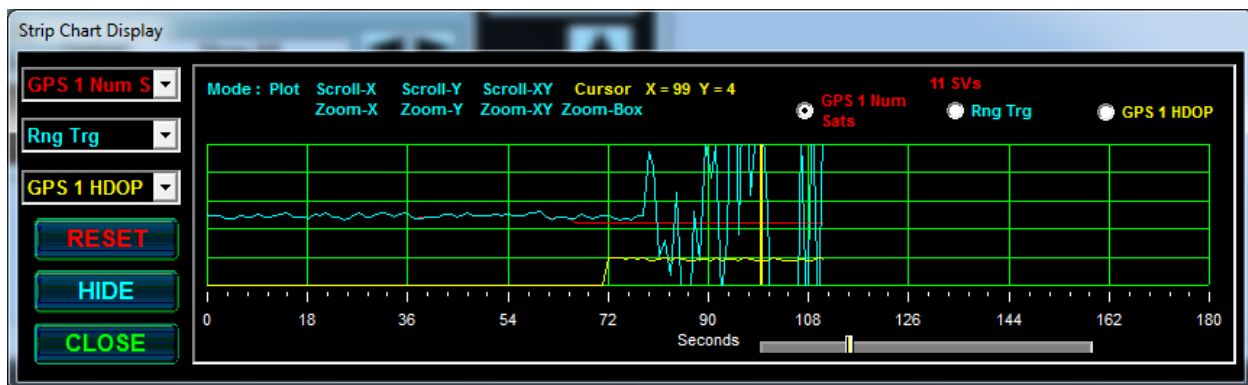 Strip Chart Display
GPS 1 Num S
Rng Trg
GPS 1 HDOP
RESET
HIDE
CLOSE
Mode : Plot Scroll-X Scroll-Y Scroll-XY Cursor X = 99 Y = 4
Zoom-X Zoom-Y Zoom-XY Zoom-Box
11 SVs
GPS 1 Num
Sats
Rng Trg
GPS 1 HDOP
0 18 36 54 72 90 108 126 144 162 180
Seconds